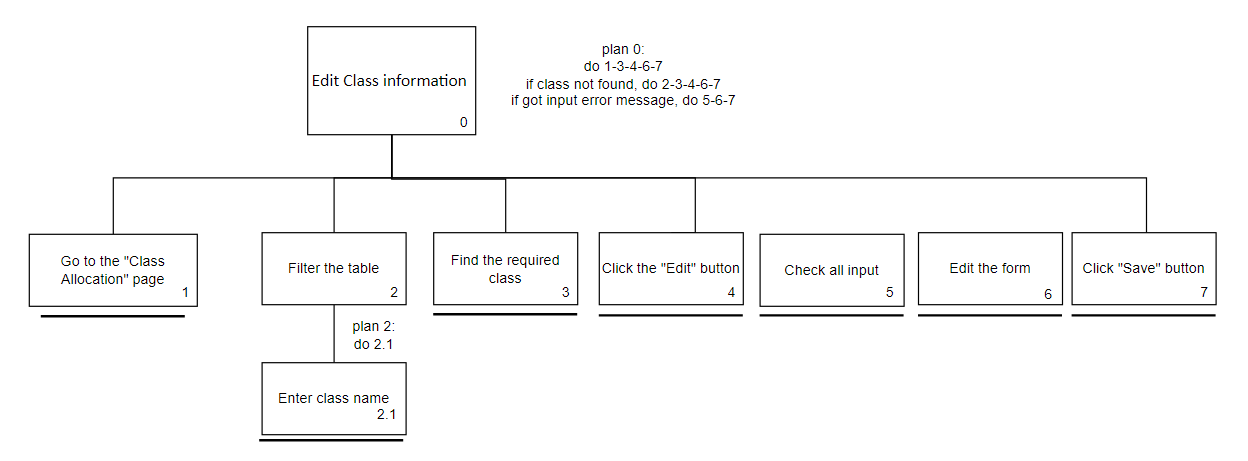 Edit Class information
0
plan 0:
do 1-3-4-6-7
if class not found, do 2-3-4-6-7
if got input error message, do 5-6-7
Go to the "Class
Allocation" page
1
Filter the table
2
Find the required
class
3
Click the "Edit" button
4
Check all input
5
Edit the form
6
Click "Save" button
7
plan 2:
do 2.1
Enter class name
2.1